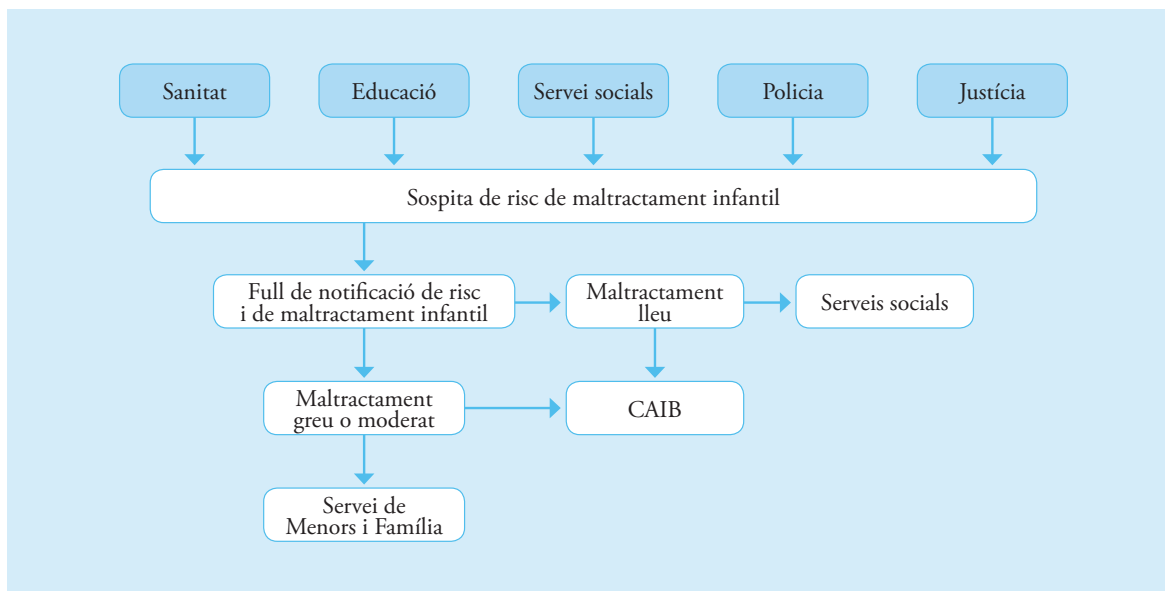 Sanitat
Educació
Servei socials
Policia
Justícia
Sospita de risc de maltractament infantil
Full de notificació de risc
i de maltractament infantil
Maltractament
lleu
Serveis socials
Maltractament
greu o moderat
CAIB
Servei de
Menors i Família